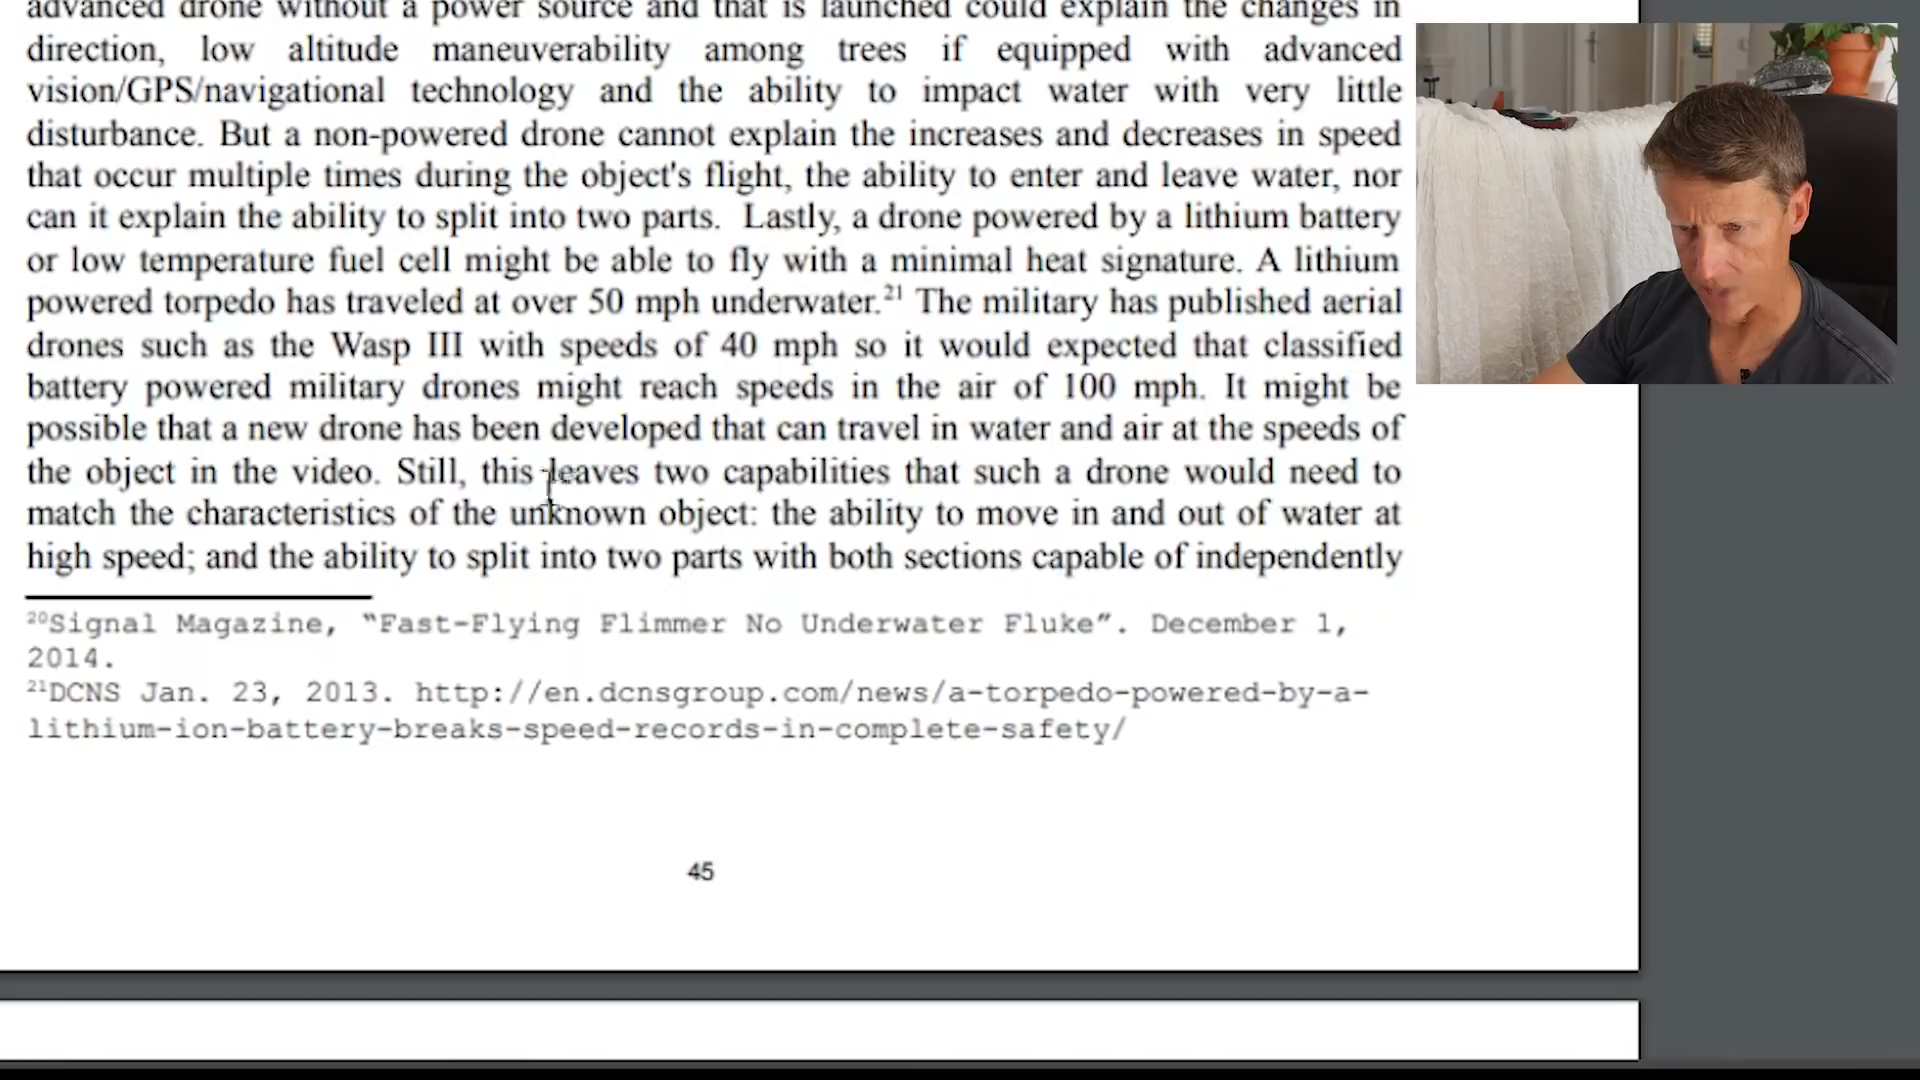 advanced drone without a power source and that is launched could explain the changes in
direction, low altitude maneuverability among trees if equipped with advanced
vision/GPS/navigational technology and the ability to impact water with very little
disturbance. But a non-powered drone cannot explain the increases and decreases in speed
that occur multiple times during the object's flight, the ability to enter and leave water, nor
can it explain the ability to split into two parts. Lastly, a drone powered by a lithium battery
or low temperature fuel cell might be able to fly with a minimal heat signature. A lithium
powered torpedo has traveled at over 50 mph underwater.²¹ The military has published aerial
drones such as the Wasp III with speeds of 40 mph so it would expected that classified
battery powered military drones might reach speeds in the air of 100 mph. It might be
possible that a new drone has been developed that can travel in water and air at the speeds of
the object in the video. Still, this leaves two capabilities that such a drone would need to
match the characteristics of the unknown object: the ability to move in and out of water at
high speed; and the ability to split into two parts with both sections capable of independently
²⁰Signal Magazine, “Fast-Flying Flimmer No Underwater Fluke”. December 1,
2014.
²¹DCNS Jan. 23, 2013. http://en.dcnsgroup.com/news/a-torpedo-powered-by-a-
lithium-ion-battery-breaks-speed-records-in-complete-safety/
45